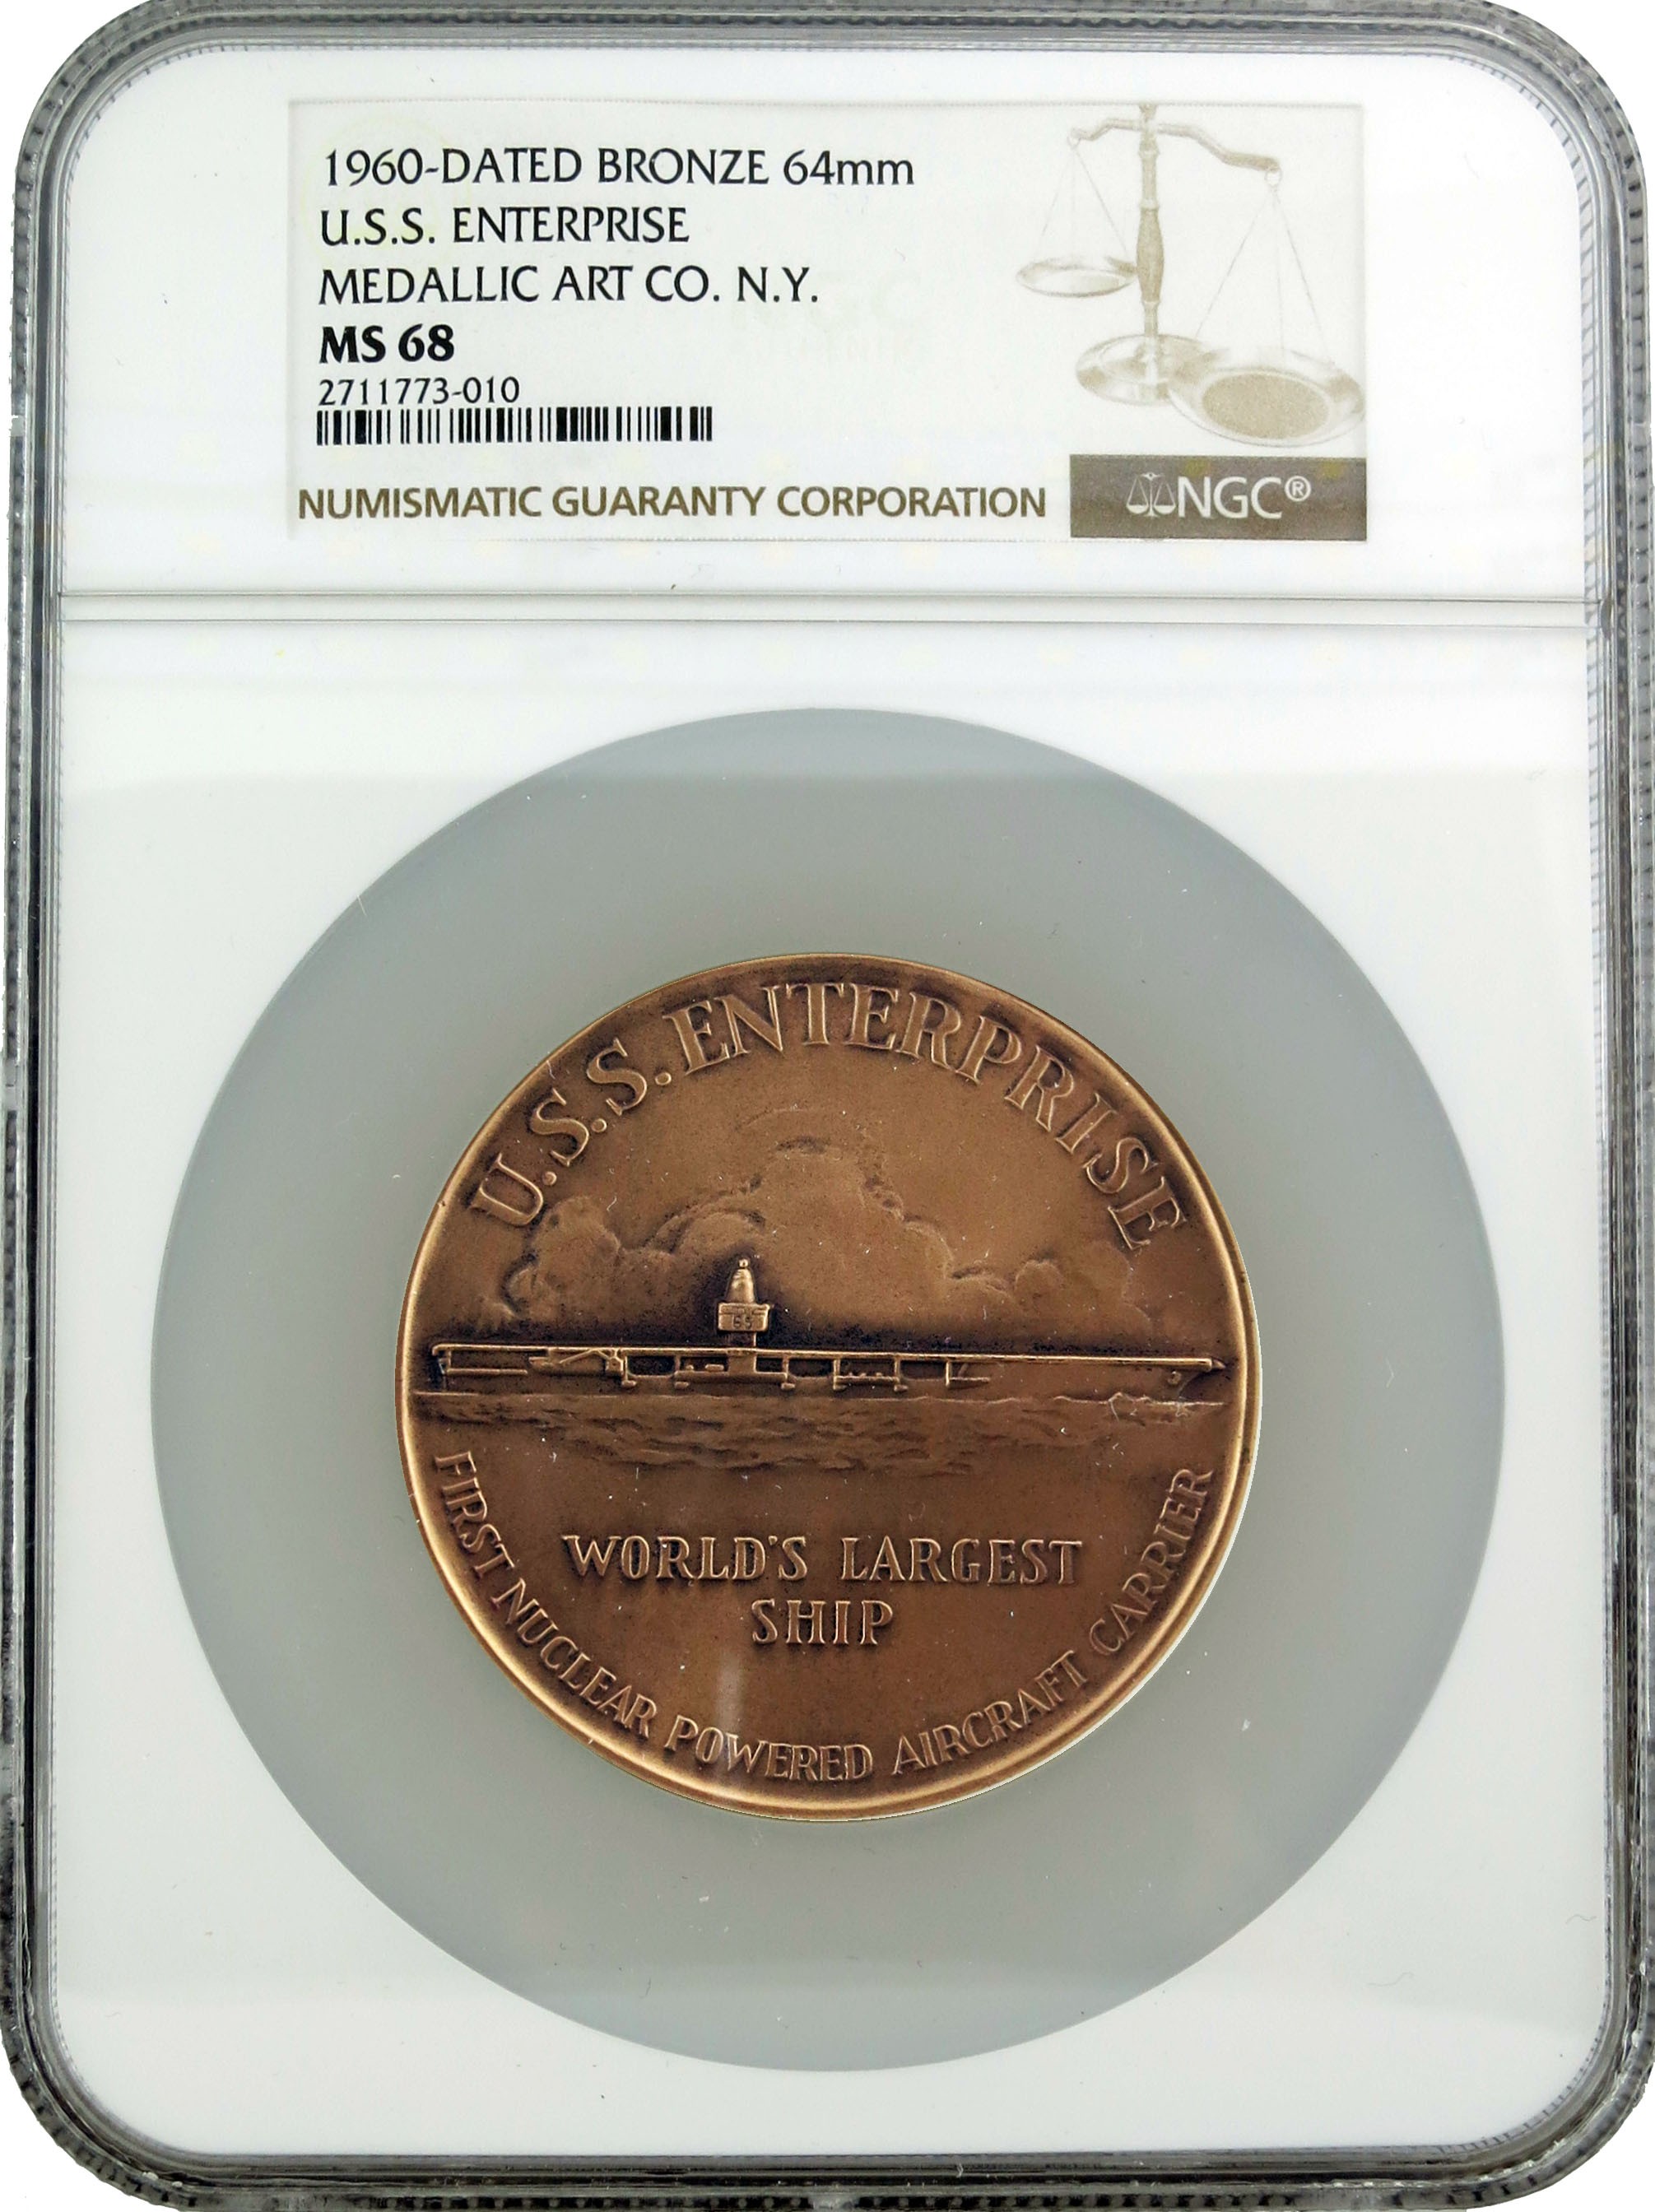 1960-DATED BRONZE 64mm
U.S.S. ENTERPRISE
MEDALLIC ART CO. N.Y.
MS 68
2711773-010
NUMISMATIC GUARANTY CORPORATION
NGC®
U.S.S. ENTERPRISE
65
WORLD'S LARGEST
SHIP
FIRST NUCLEAR POWERED AIRCRAFT CARRIER